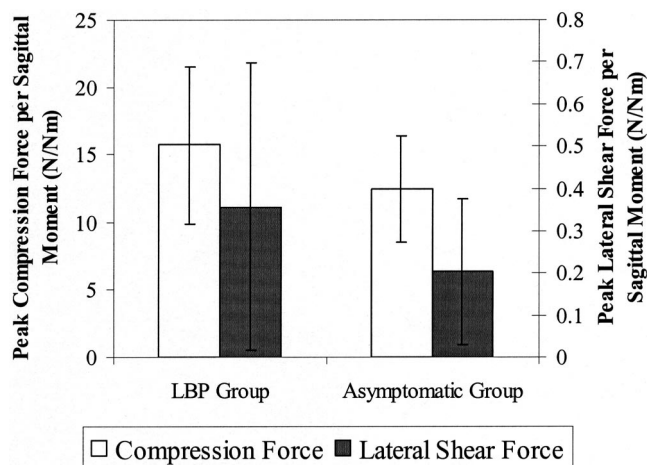 Peak Compression Force per Sagittal
Moment (N/Nm)
25
20
15
10
5
0
0.8
0.7
0.6
0.5
0.4
0.3
0.2
0.1
0
Peak Lateral Shear Force per
Sagittal Moment (N/Nm)
LBP Group
Asymptomatic Group
Compression Force
Lateral Shear Force